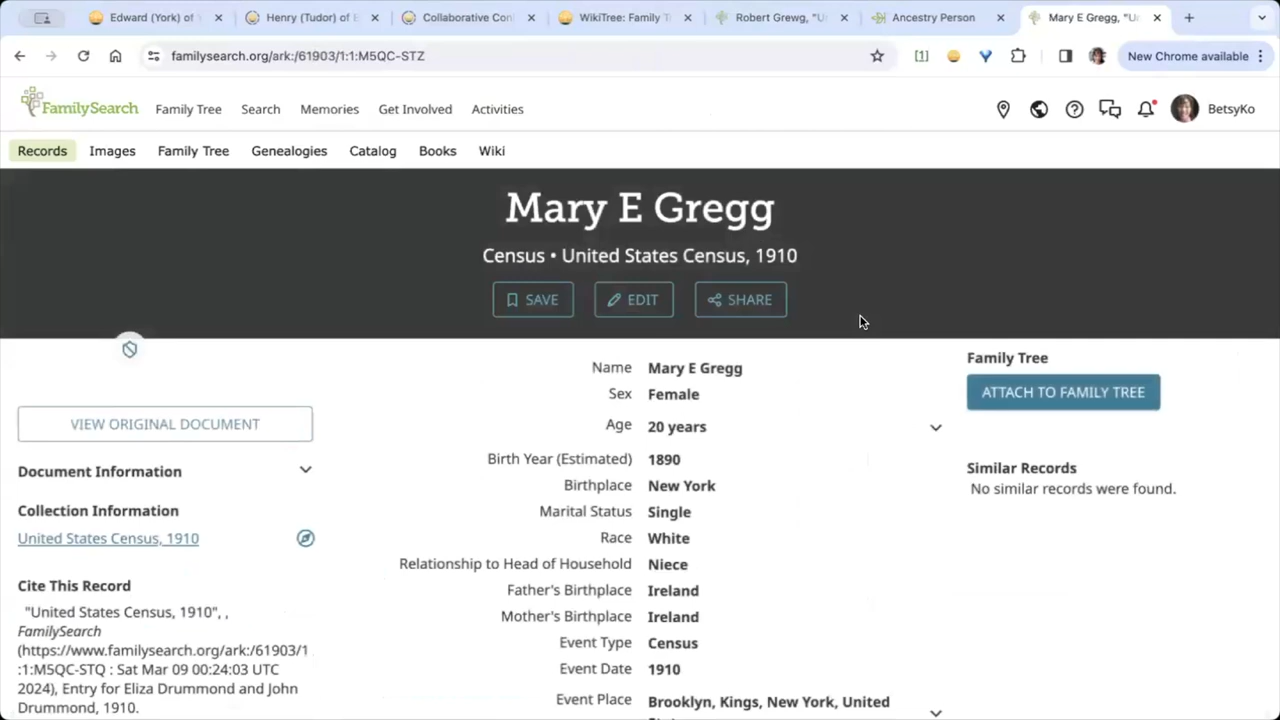 Edward (York) of
Henry (Tudor) of E
Collaborative Con
WikiTree: Family T
Robert Grewg, "U
Ancestry Person
Mary E Gregg, "U
familysearch.org/ark:/61903/1:1:M5QC-STZ
[1]
New Chrome available
FamilySearch
Family Tree
Search
Memories
Get Involved
Activities
BetsyKo
Records
Images
Family Tree
Genealogies
Catalog
Books
Wiki
Mary E Gregg
Census • United States Census, 1910
SAVE
EDIT
SHARE
VIEW ORIGINAL DOCUMENT
Document Information
Collection Information
United States Census, 1910
Cite This Record
"United States Census, 1910", ,
FamilySearch
(https://www.familysearch.org/ark:/61903/1
:1:M5QC-STQ : Sat Mar 09 00:24:03 UTC
2024), Entry for Eliza Drummond and John
Drummond, 1910.
Name Mary E Gregg
Sex Female
Age 20 years
Birth Year (Estimated) 1890
Birthplace New York
Marital Status Single
Race White
Relationship to Head of Household Niece
Father's Birthplace Ireland
Mother's Birthplace Ireland
Event Type Census
Event Date 1910
Event Place Brooklyn, Kings, New York, United
Family Tree
ATTACH TO FAMILY TREE
Similar Records
No similar records were found.